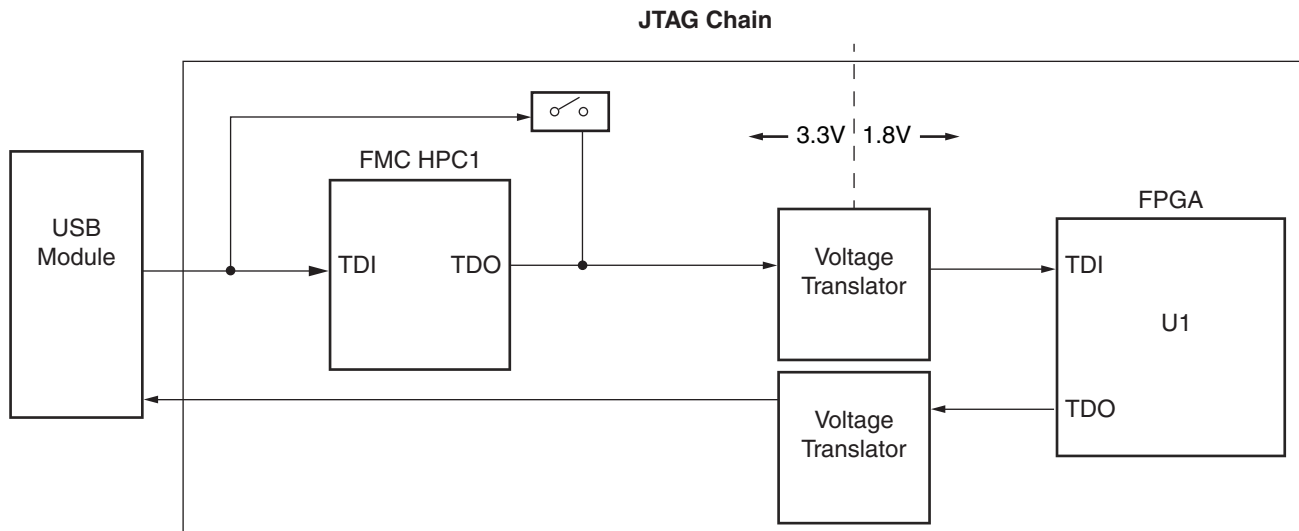 JTAG Chain
3.3V 1.8V
FMC HPC1
FPGA
USB
Module
TDI TDO
Voltage
Translator
TDI
U1
TDO
Voltage
Translator